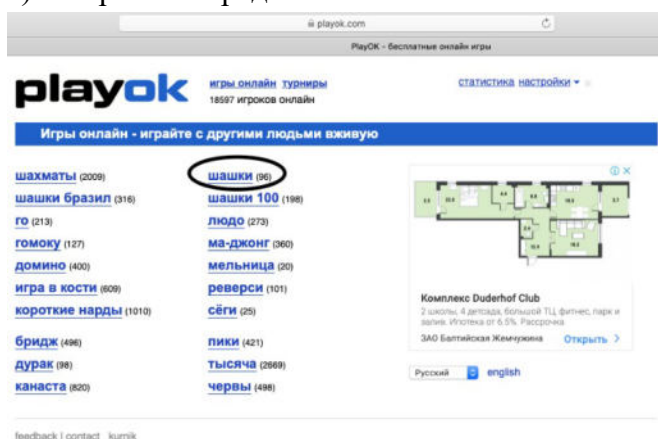 playok.com
PlayOK - бесплатные онлайн игры
playok
игры онлайн турниры
18597 игроков онлайн
статистика настройки
Игры онлайн - играйте с другими людьми вживую
шахматы (2009)
шашки бразил (316)
го (213)
гомоку (127)
домино (400)
игра в кости (609)
короткие нарды (1010)
бридж (496)
дурак (98)
канаста (820)
шашки (96)
шашки 100 (198)
людо (273)
ма-джонг (360)
мельница (20)
реверси (101)
сёги (25)
пики (421)
тысяча (2669)
червы (498)
Комплекс Duderhof Club
2 школы, 4 детсада, большой ТЦ, фитнес, парк и
залив. Ипотека от 6.5%. Рассрочка
ЗАО Балтийская Жемчужина
Открыть
Русский
english
feedback | contact kurnik